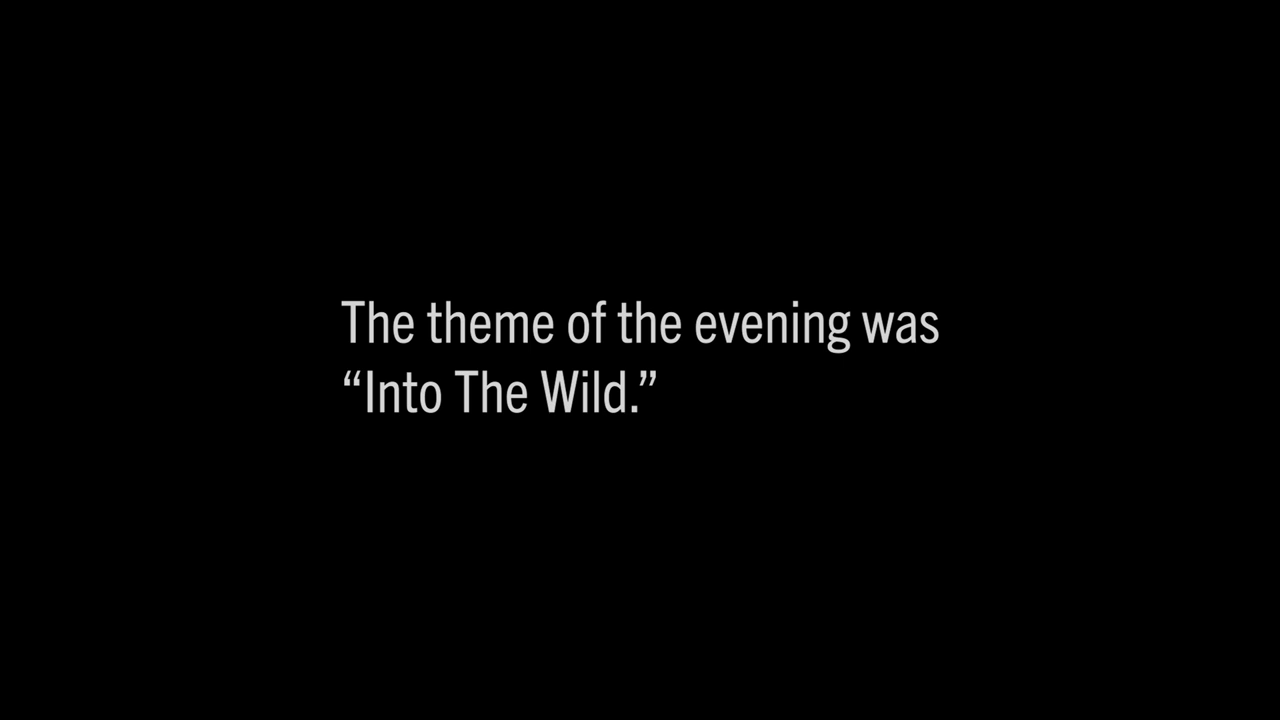 The theme of the evening was
“Into The Wild.”